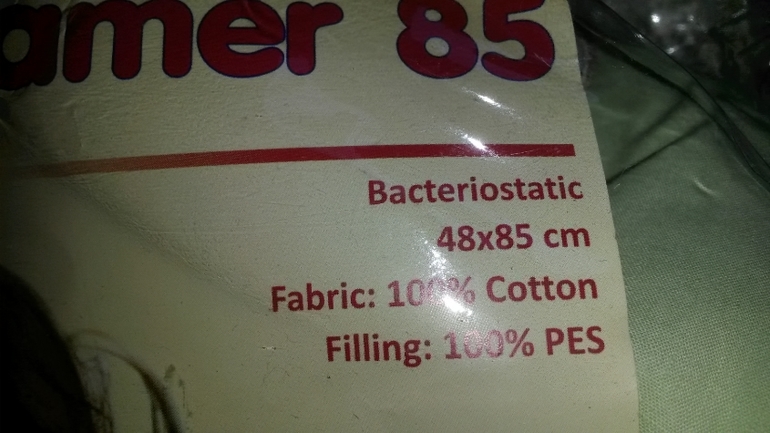 amer 85
Bacteriostatic
48x85 cm
Fabric: 100% Cotton
Filling: 100% PES